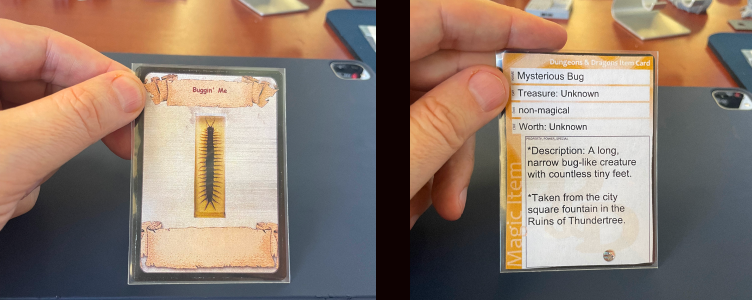 Buggin' Me
Dungeons & Dragons Item Card
Mysterious Bug
Treasure: Unknown
non-magical
Worth: Unknown
*Description: A long,
narrow bug-like creature
with countless tiny feet.
*Taken from the city
square fountain in the
Ruins of Thundertree.
Magic Item